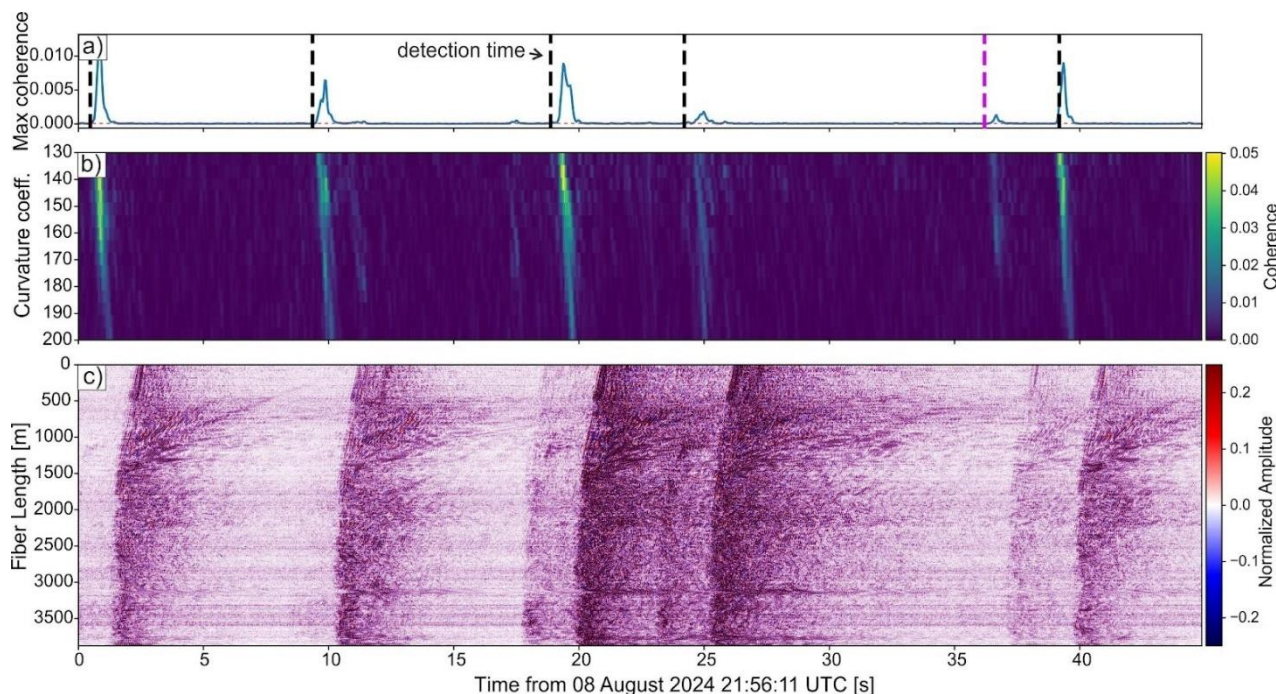 a)
Max coherence
0.010
0.005
0.000
detection time
b)
Curvature coeff.
130
140
150
160
170
180
190
200
0.05
0.04
0.03
0.02
0.01
0.00
Coherence
c)
Fiber Length [m]
0
500
1000
1500
2000
2500
3000
3500
0.2
0.1
0.0
−0.1
−0.2
Normalized Amplitude
0 5 10 15 20 25 30 35 40
Time from 08 August 2024 21:56:11 UTC [s]